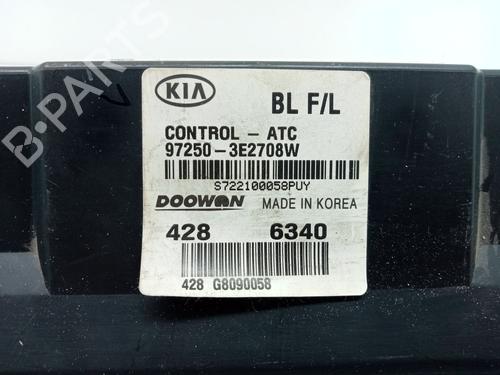 KIA
BL F/L
CONTROL - ATC
97250-3E2708W
S722100058PUY
DOOWON MADE IN KOREA
428 6340
428 G8090058
B-PARTS